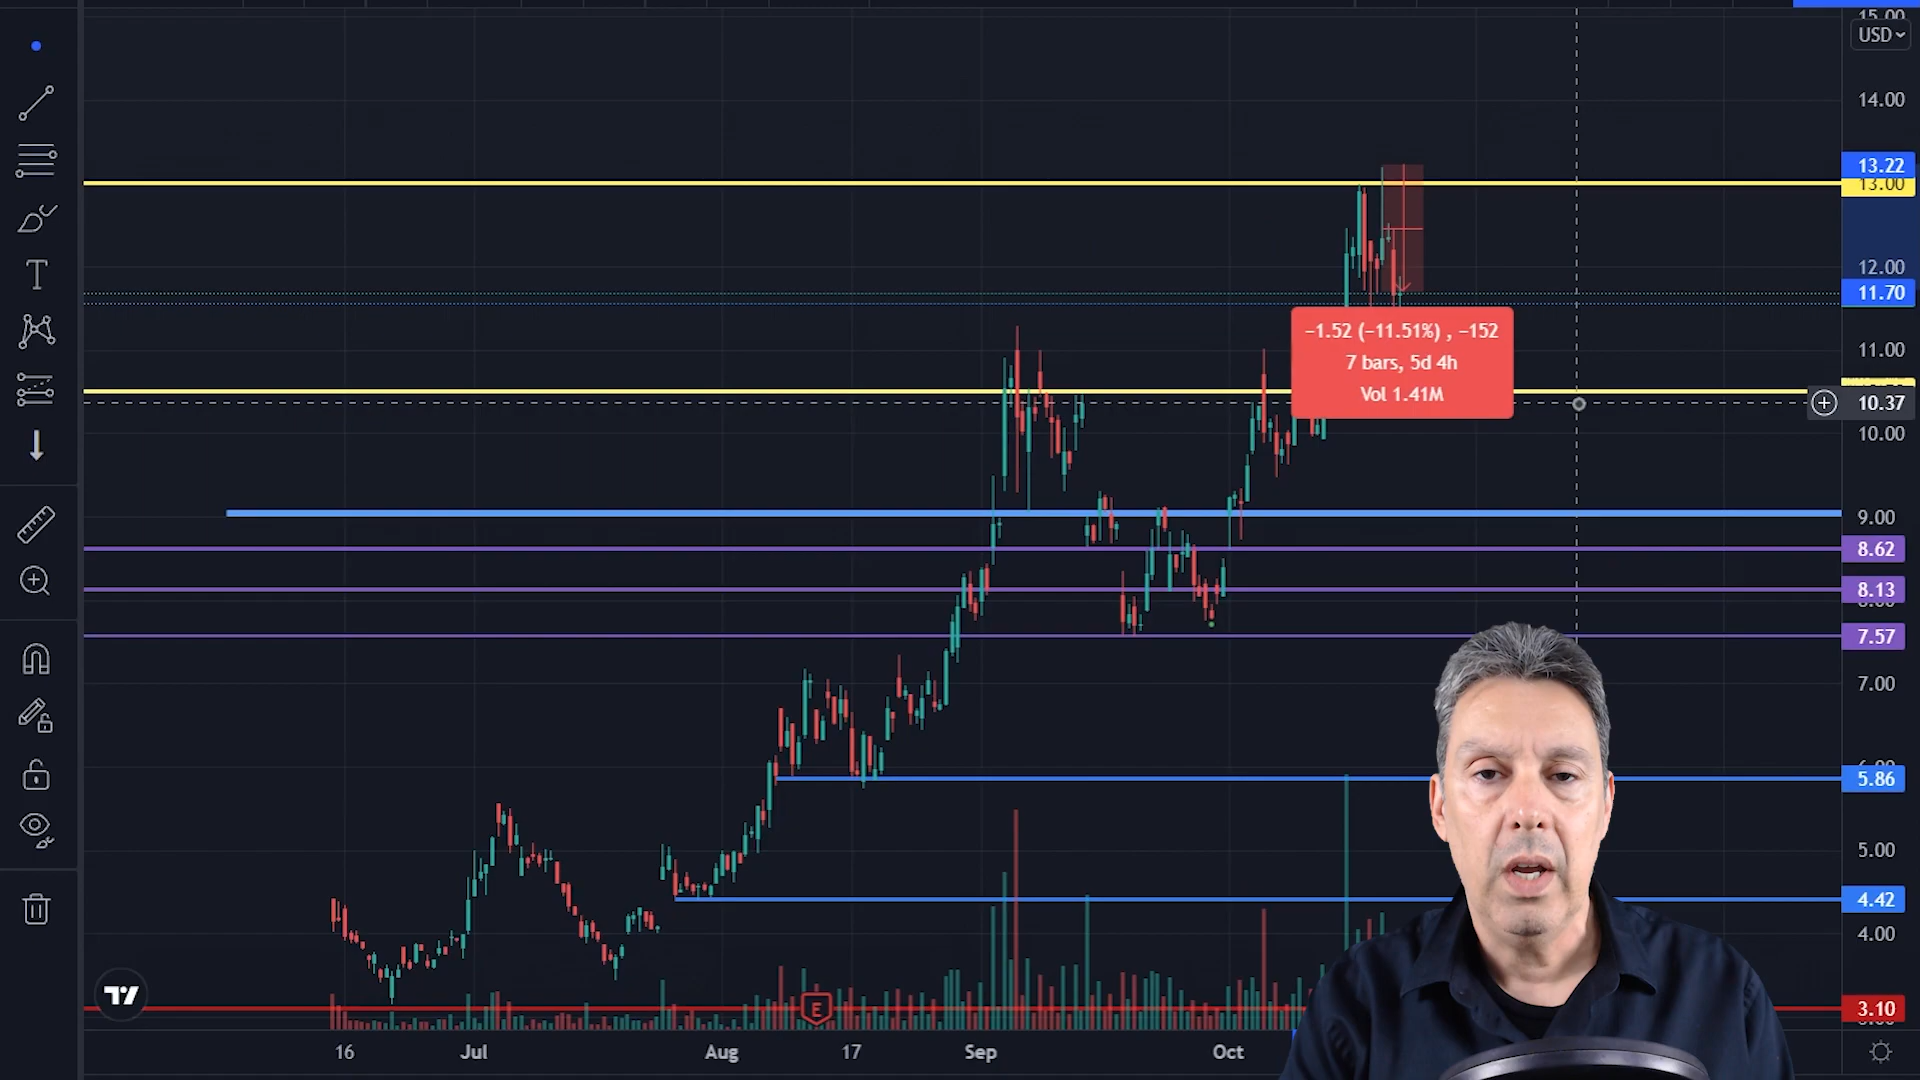 15.00
USD
14.00
13.22
13.00
12.00
11.70
−1.52 (−11.51%) , −152
7 bars, 5d 4h
Vol 1.41M
11.00
10.37
10.00
9.00
8.62
8.13
7.57
7.00
5.86
5.00
4.42
4.00
3.10
E
16
Jul
Aug
17
Sep
Oct